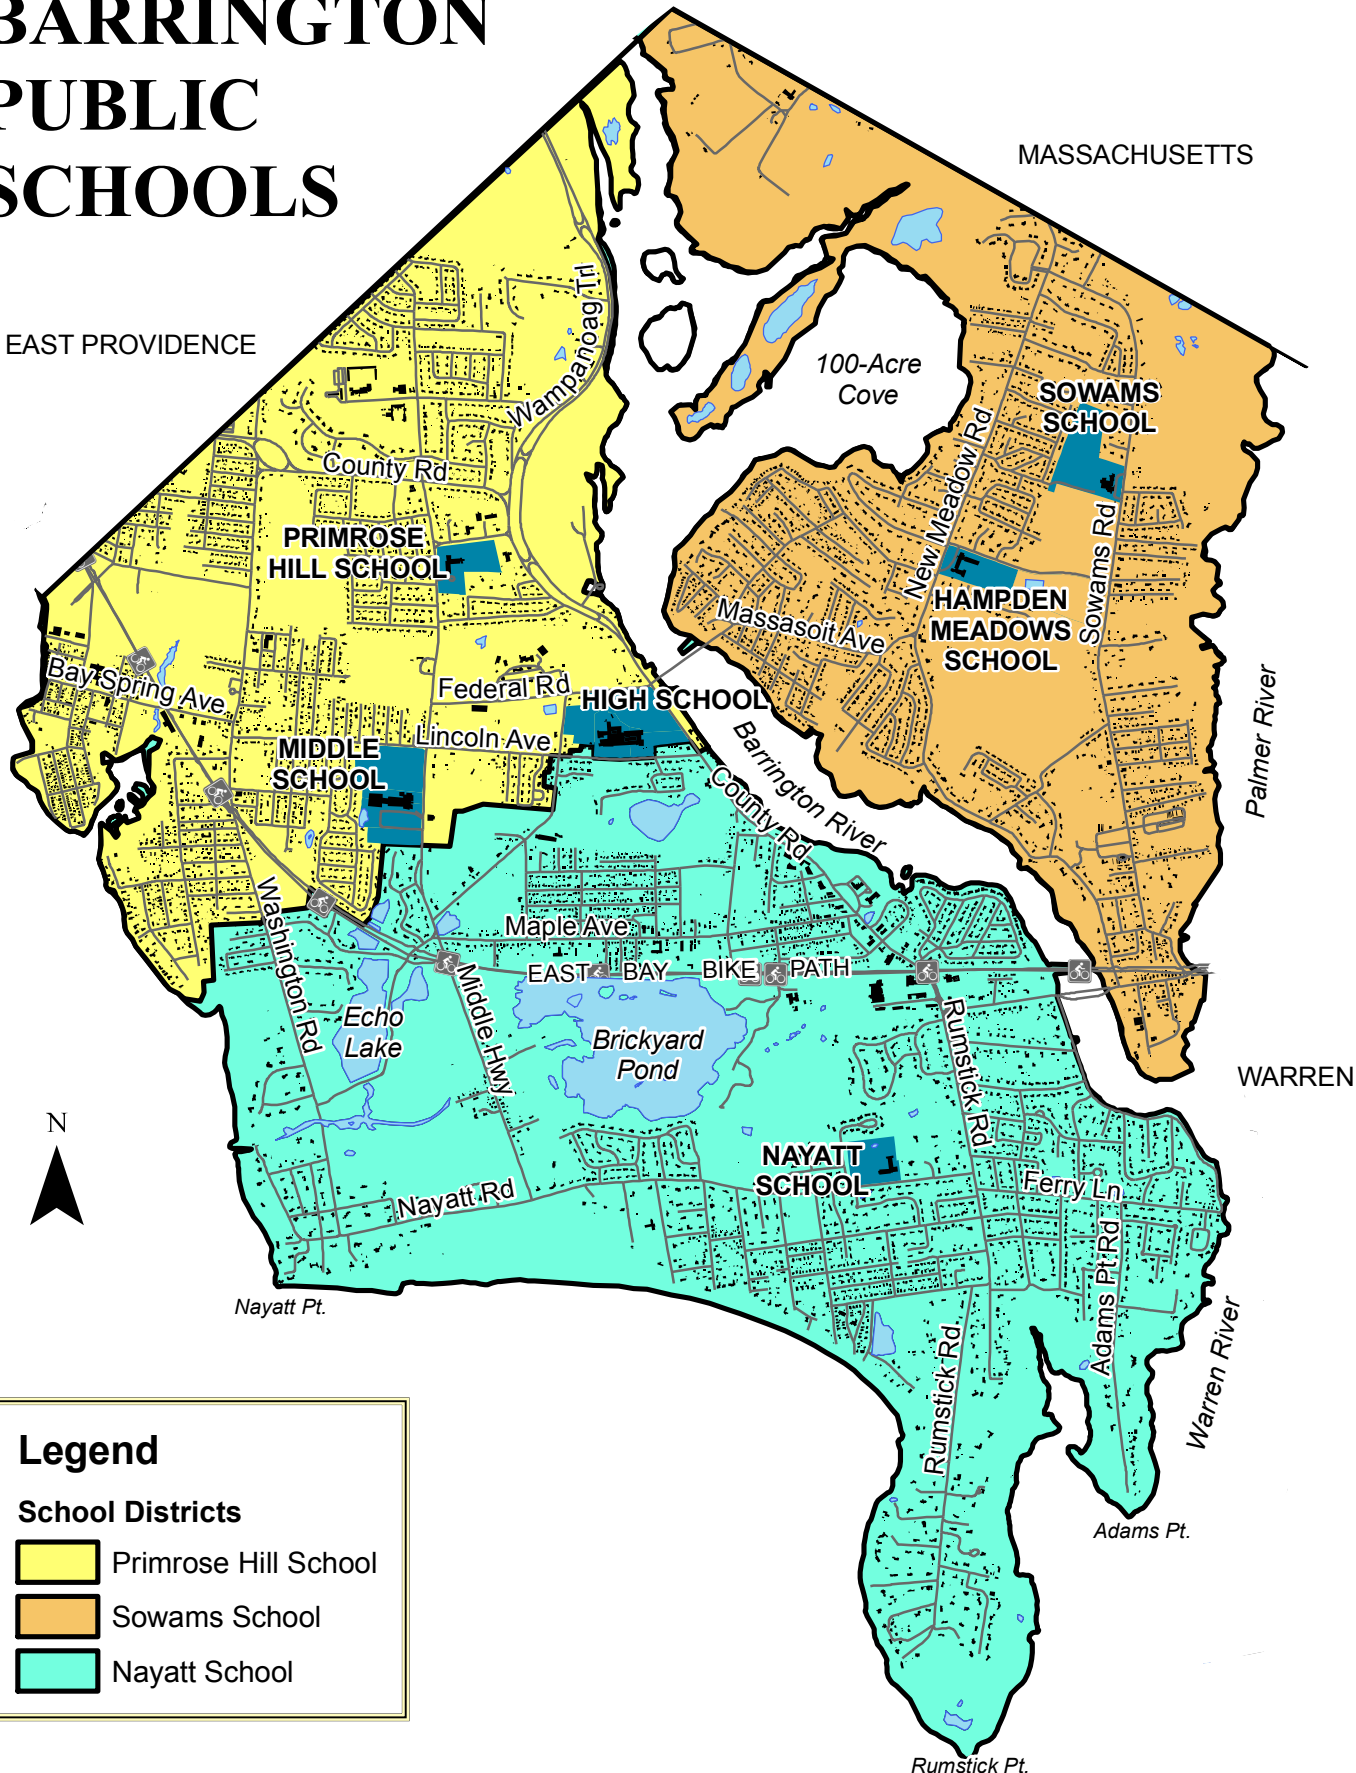 BARRINGTON
PUBLIC
SCHOOLS
MASSACHUSETTS
EAST PROVIDENCE
Wampanoag Trl
100-Acre
Cove
SOWAMS
SCHOOL
County Rd
New Meadow Rd
PRIMROSE
HILL SCHOOL
Sowams Rd
HAMPDEN
MEADOWS
SCHOOL
Massasoit Ave
Bay Spring Ave
Federal Rd
HIGH SCHOOL
Palmer River
Lincoln Ave
MIDDLE
SCHOOL
Barrington River
County Rd
Washington Rd
Maple Ave
EAST BAY BIKE PATH
Middle Hwy
Echo
Lake
Brickyard
Pond
Rumstick Rd
WARREN
N
NAYATT
SCHOOL
Nayatt Rd
Ferry Ln
Adams Pt Rd
Nayatt Pt.
Warren River
Rumstick Rd
Legend
School Districts
Primrose Hill School
Sowams School
Nayatt School
Adams Pt.
Rumstick Pt.